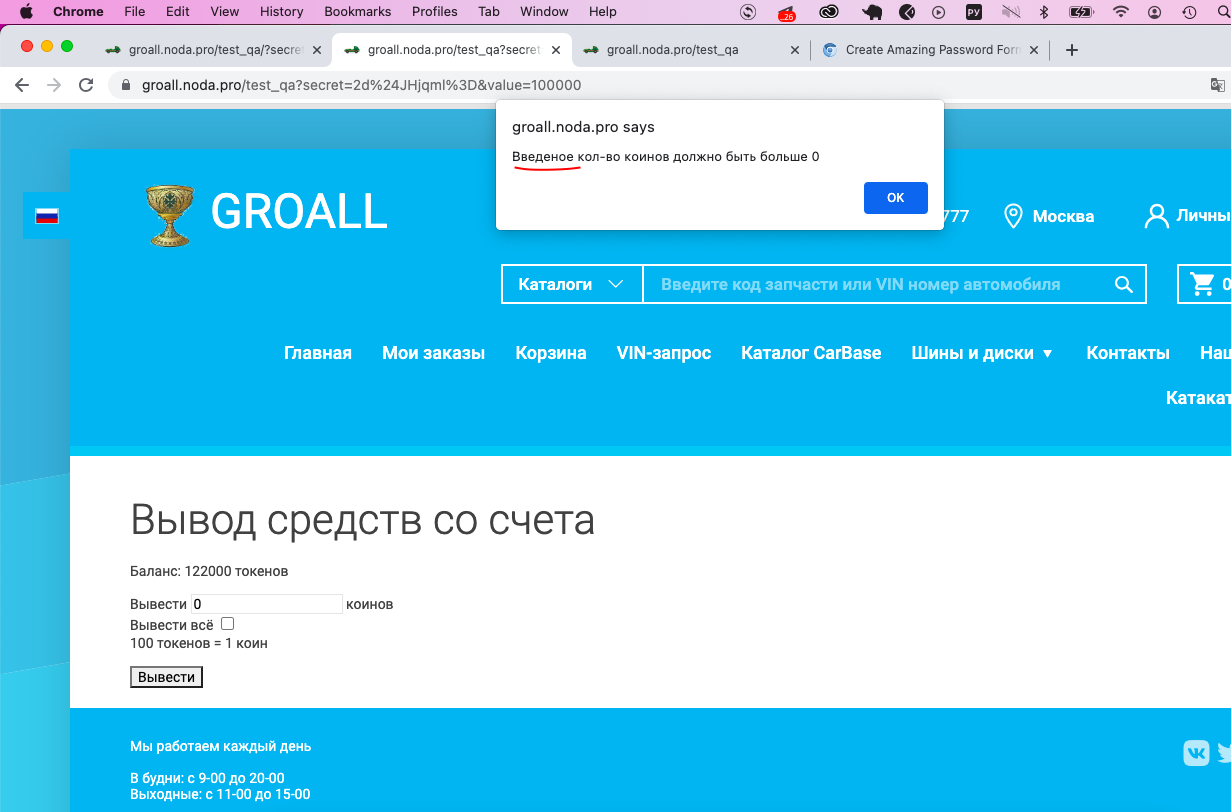 Chrome File Edit View History Bookmarks Profiles Tab Window Help 26 РУ
groall.noda.pro/test_qa/?secret groall.noda.pro/test_qa?secret groall.noda.pro/test_qa Create Amazing Password Form
groall.noda.pro/test_qa?secret=2d%24JHjqml%3D&value=100000
groall.noda.pro says
Введеное кол-во коинов должно быть больше 0
OK
GROALL
777 Москва Личны
Каталоги Введите код запчасти или VIN номер автомобиля 0
Главная Мои заказы Корзина VIN-запрос Каталог CarBase Шины и диски ▼ Контакты Наш
Катакат
Вывод средств со счета
Баланс: 122000 токенов
Вывести 0 коинов
Вывести всё
100 токенов = 1 коин
Вывести
Мы работаем каждый день
В будни: с 9-00 до 20-00
Выходные: с 11-00 до 15-00